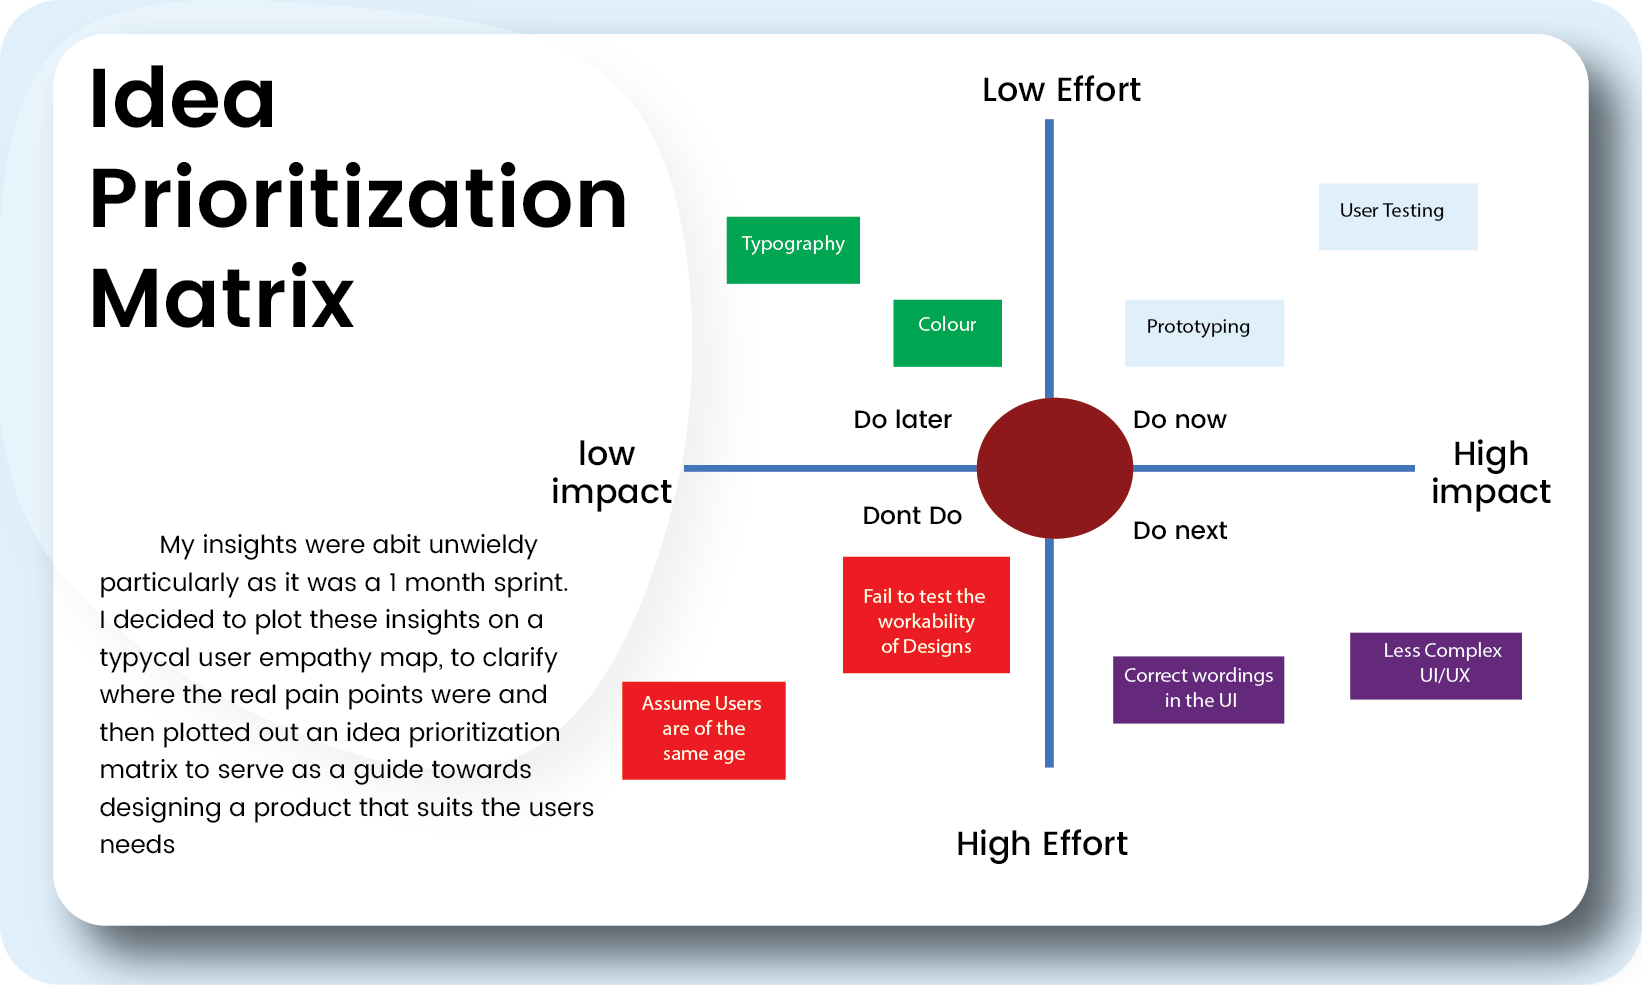 Idea
Prioritization
Matrix
My insights were abit unwieldy
particularly as it was a 1 month sprint.
I decided to plot these insights on a
typycal user empathy map, to clarify
where the real pain points were and
then plotted out an idea prioritization
matrix to serve as a guide towards
designing a product that suits the users
needs
Low Effort
User Testing
Typography
Colour
Prototyping
Do later
Do now
low
impact
High
impact
Dont Do
Do next
Fail to test the
workability
of Designs
Less Complex
UI/UX
Correct wordings
in the UI
Assume Users
are of the
same age
High Effort